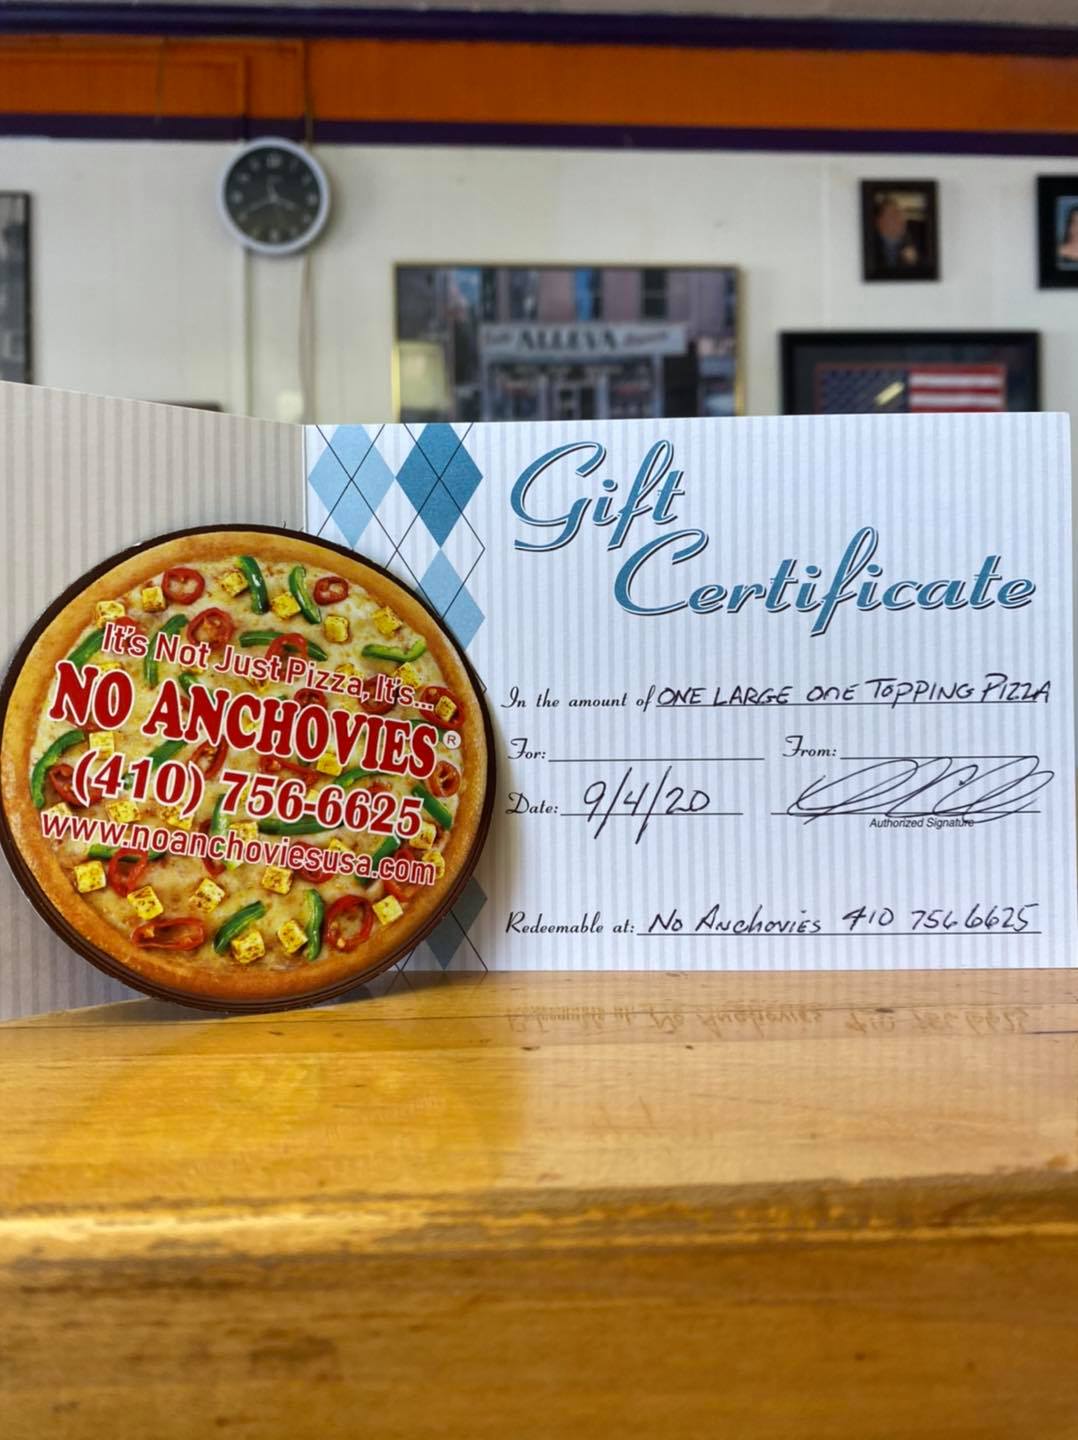 ALLEVA
Gift
Certificate
It's Not Just Pizza, It's...
NO ANCHOVIES®
(410) 756-6625
www.noanchoviesusa.com
In the amount of ONE LARGE ONE TOPPING PIZZA
For: From:
Date: 9/4/20
Authorized Signature
Redeemable at: No Anchovies 410 756 6625